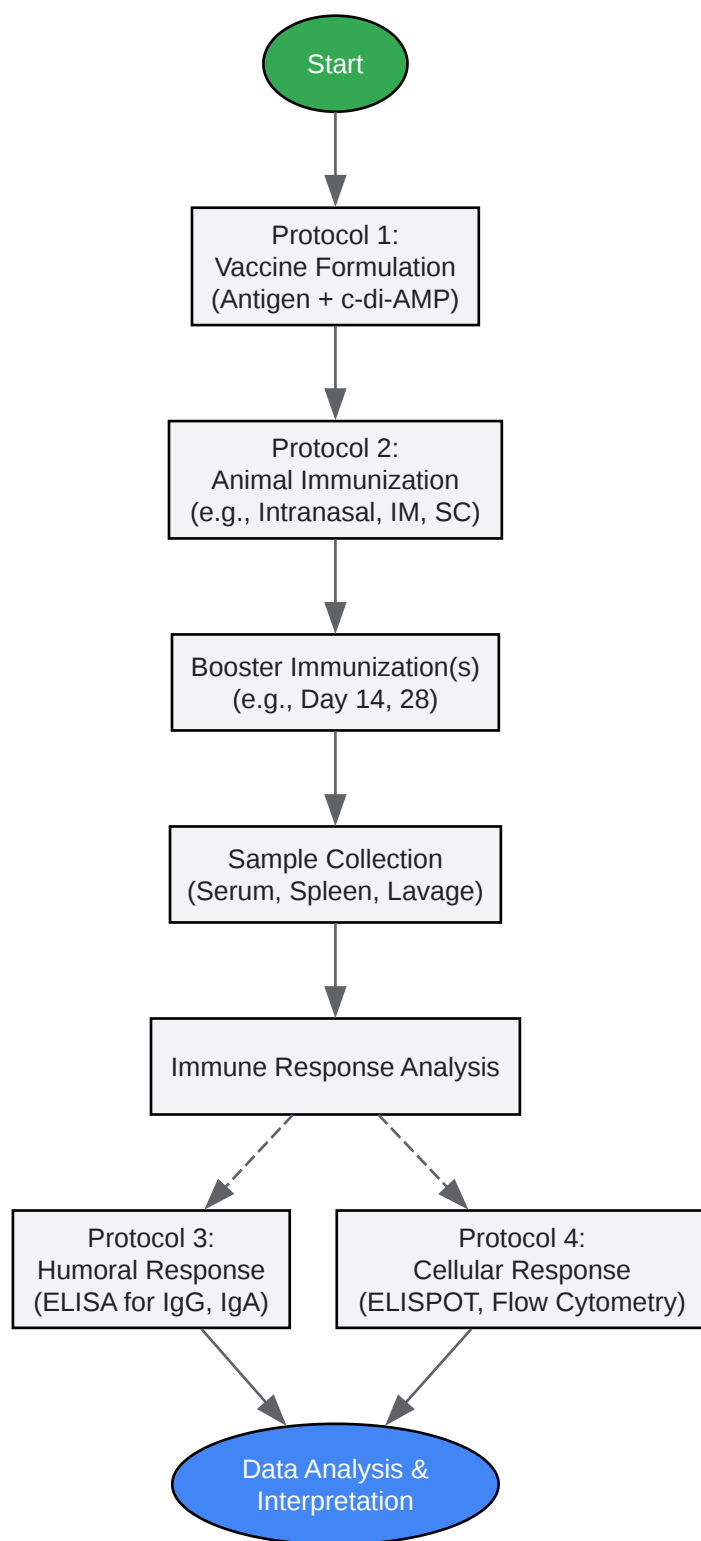 Start
Protocol 1:
Vaccine Formulation
(Antigen + c-di-AMP)
Protocol 2:
Animal Immunization
(e.g., Intranasal, IM, SC)
Booster Immunization(s)
(e.g., Day 14, 28)
Sample Collection
(Serum, Spleen, Lavage)
Immune Response Analysis
Protocol 3:
Humoral Response
(ELISA for IgG, IgA)
Protocol 4:
Cellular Response
(ELISPOT, Flow Cytometry)
Data Analysis &
Interpretation